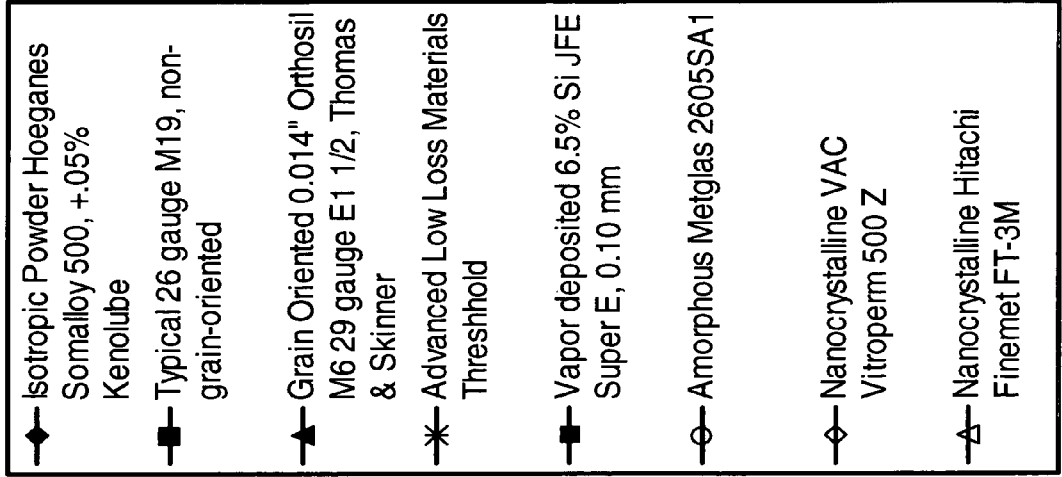 Isotropic Powder Hoeganes
Somalloy 500, +.05%
Kenolube
Typical 26 gauge M19, non-
grain-oriented
Grain Oriented 0.014" Orthosil
M6 29 gauge E1 1/2, Thomas
& Skinner
Advanced Low Loss Materials
Threshhold
Vapor deposited 6.5% Si JFE
Super E, 0.10 mm
Amorphous Metglas 2605SA1
Nanocrystalline VAC
Vitroperm 500 Z
Nanocrystalline Hitachi
Finemet FT-3M